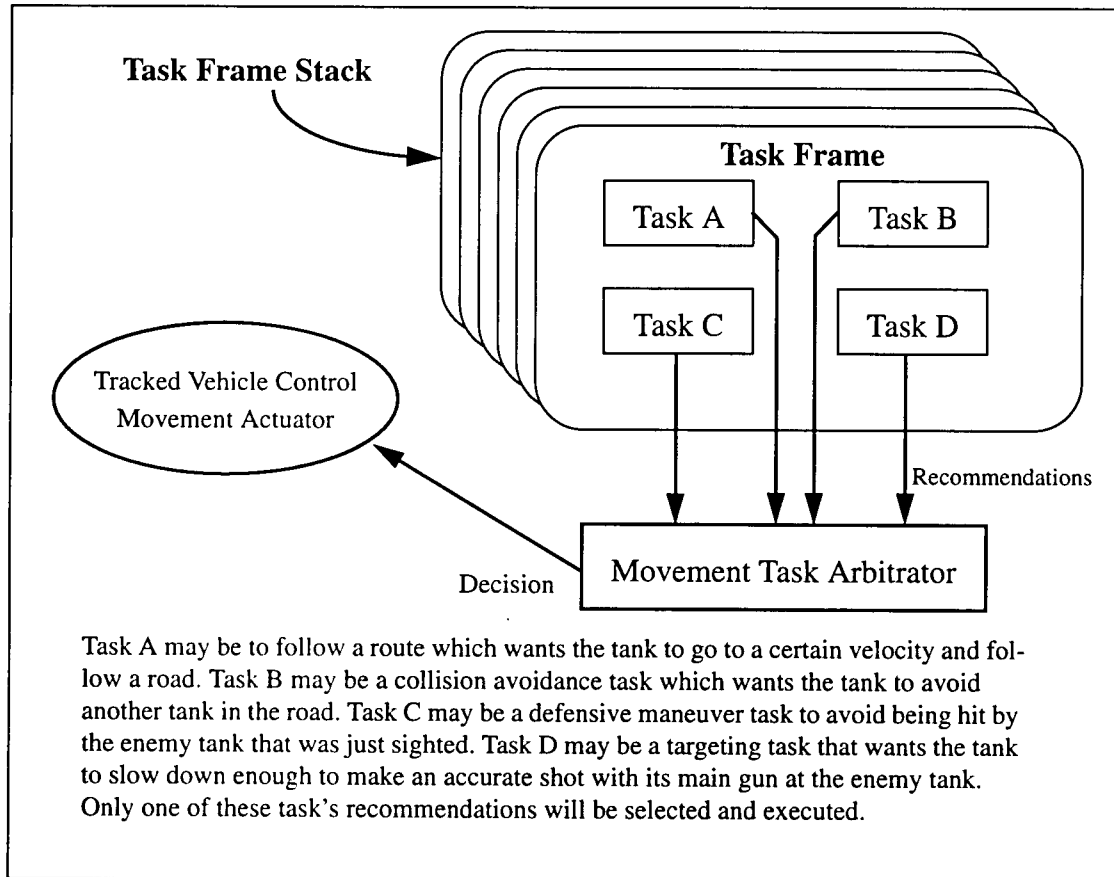 Task Frame Stack
Task Frame
Task A
Task B
Task C
Task D
Tracked Vehicle Control
Movement Actuator
Recommendations
Movement Task Arbitrator
Decision
Task A may be to follow a route which wants the tank to go to a certain velocity and fol-
low a road. Task B may be a collision avoidance task which wants the tank to avoid
another tank in the road. Task C may be a defensive maneuver task to avoid being hit by
the enemy tank that was just sighted. Task D may be a targeting task that wants the tank
to slow down enough to make an accurate shot with its main gun at the enemy tank.
Only one of these task's recommendations will be selected and executed.